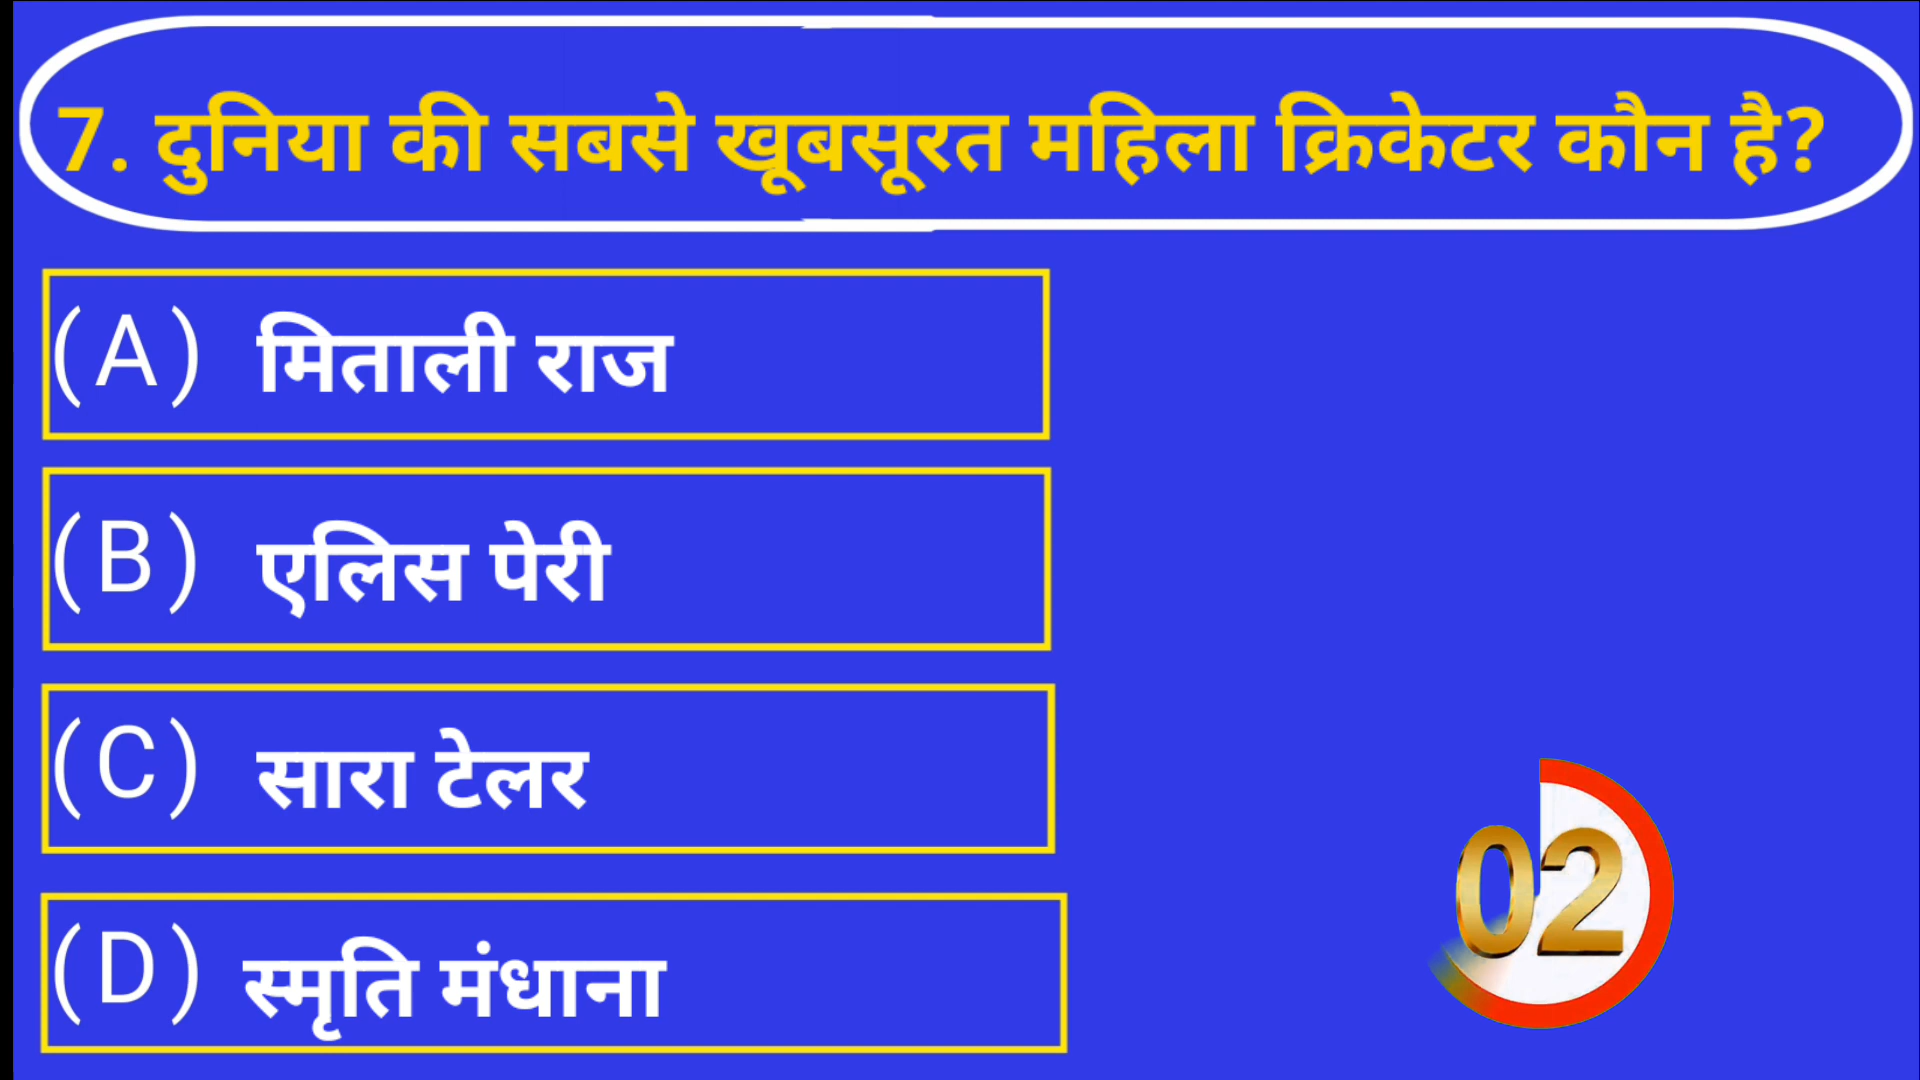 7. दुनिया की सबसे खूबसूरत महिला क्रिकेटर कौन है?
(A) मिताली राज
(B) एलिस पेरी
(C) सारा टेलर
(D) स्मृति मंधाना
02